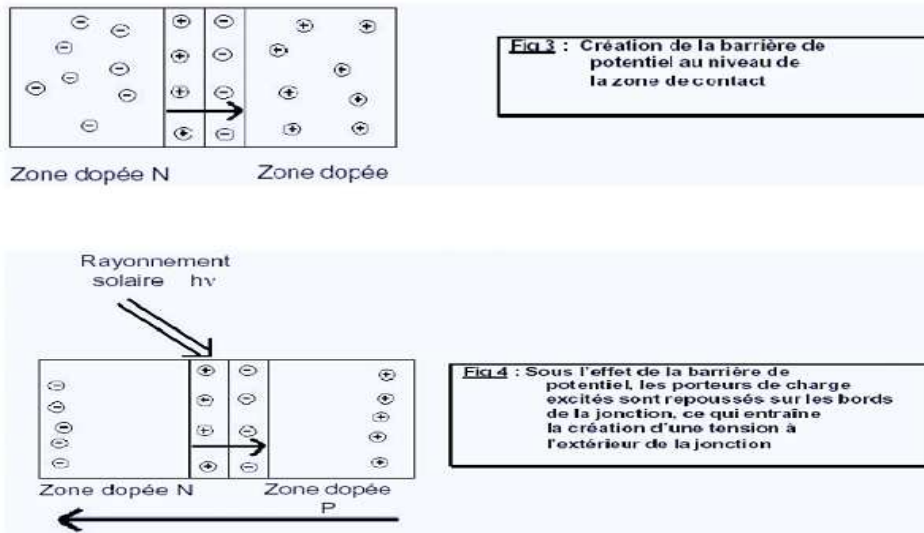 Zone dopée N
Zone dopée
Fig 3 : Création de la barrière de
potentiel au niveau de
la zone de contact
Rayonnement
solaire hν
Zone dopée N
Zone dopée
P
Fig 4 : Sous l'effet de la barrière de
potentiel, les porteurs de charge
excités sont repoussés sur les bords
de la jonction, ce qui entraîne
la création d'une tension à
l'extérieur de la jonction